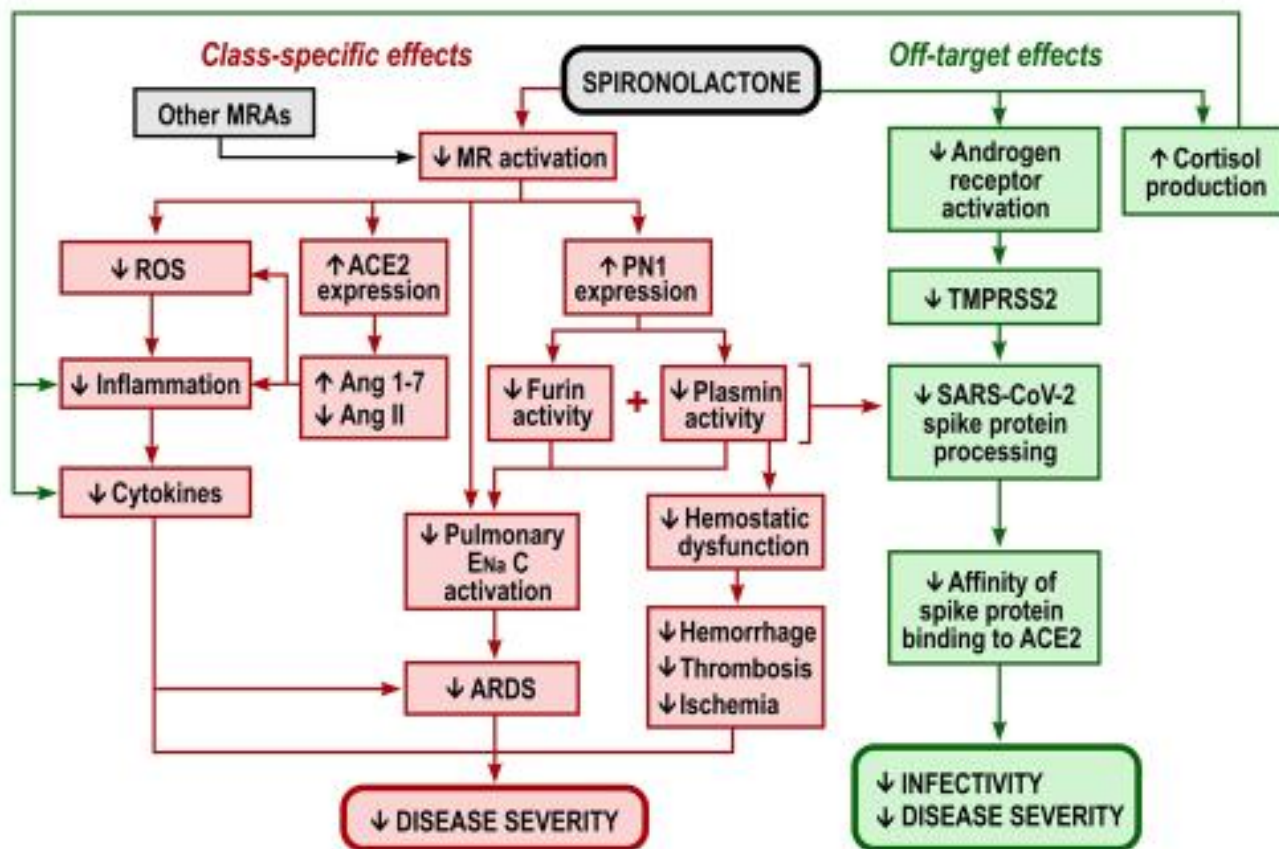 Class-specific effects
SPIRONOLACTONE
Off-target effects
Other MRAs
↓ MR activation
↓ Androgen
receptor
activation
↑ Cortisol
production
↓ ROS
↑ ACE2
expression
↑ PN1
expression
↓ TMPRSS2
↓ Inflammation
↑ Ang 1-7
↓ Ang II
↓ Furin
activity
+
↓ Plasmin
activity
↓ SARS-CoV-2
spike protein
processing
↓ Cytokines
↓ Pulmonary
ENa C
activation
↓ Hemostatic
dysfunction
↓ Affinity of
spike protein
binding to ACE2
↓ Hemorrhage
↓ Thrombosis
↓ Ischemia
↓ ARDS
↓ DISEASE SEVERITY
↓ INFECTIVITY
↓ DISEASE SEVERITY